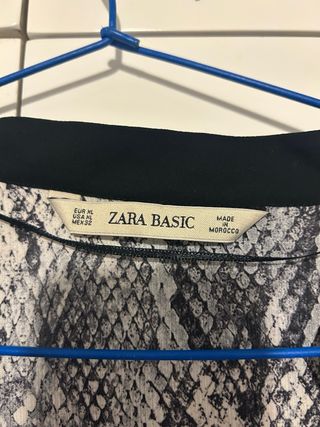 EUR XL
USA XL
MEX 32
ZARA BASIC
MADE
IN
MOROCCO